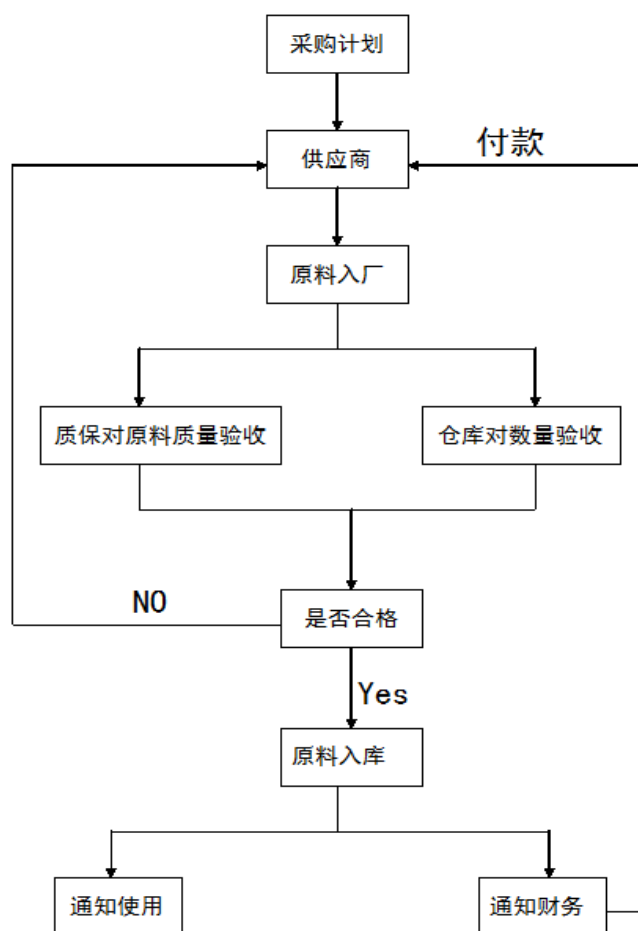 采购计划
付款
供应商
原料入厂
质保对原料质量验收
仓库对数量验收
NO
是否合格
Yes
原料入库
通知使用
通知财务